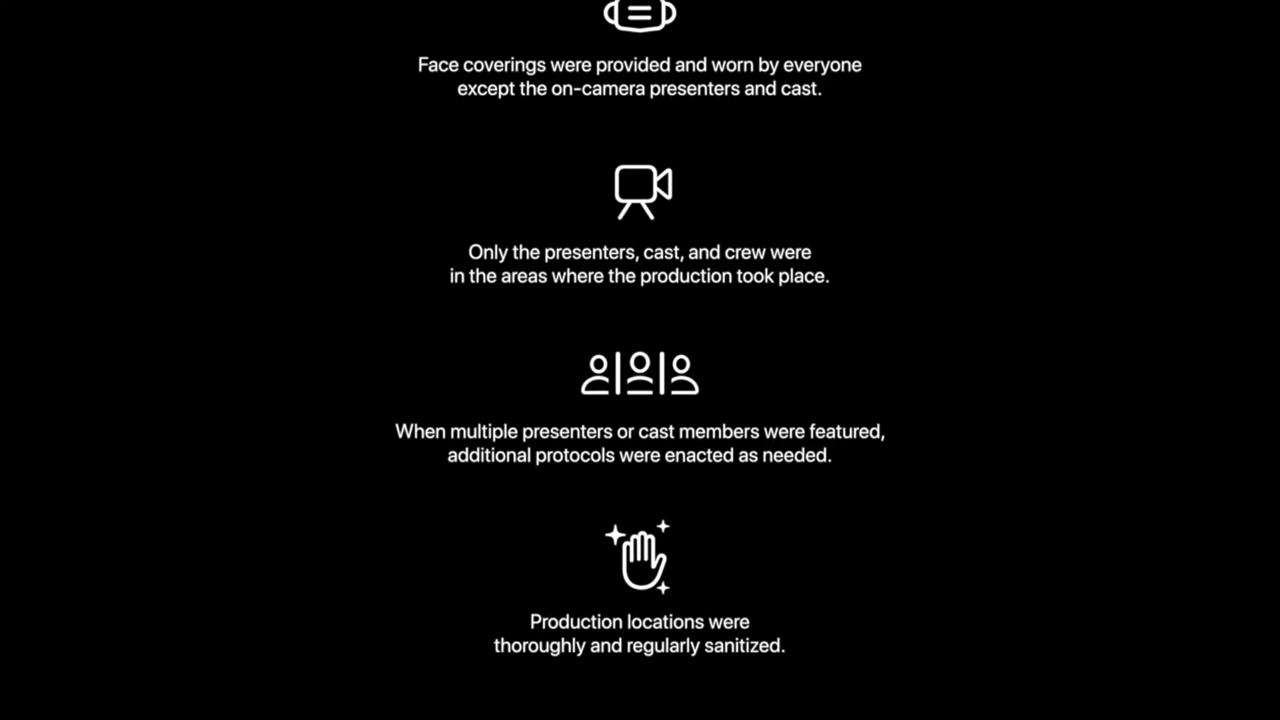 Face coverings were provided and worn by everyone
except the on-camera presenters and cast.
Only the presenters, cast, and crew were
in the areas where the production took place.
When multiple presenters or cast members were featured,
additional protocols were enacted as needed.
Production locations were
thoroughly and regularly sanitized.